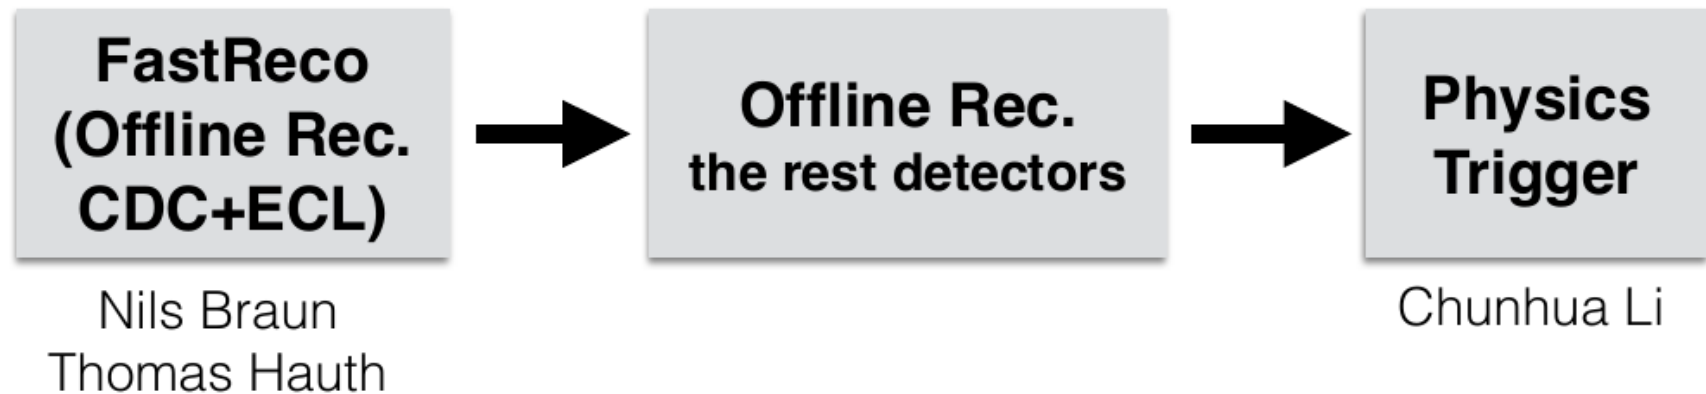 FastReco
(Offline Rec.
CDC+ECL)
Nils Braun
Thomas Hauth
Offline Rec.
the rest detectors
Physics
Trigger
Chunhua Li